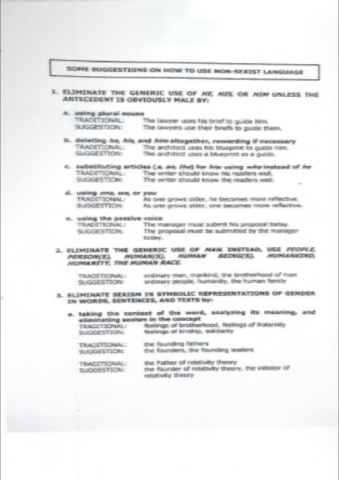 SOME SUGGESTIONS ON HOW TO USE NON-SEXIST LANGUAGE
1. ELIMINATE THE GENERIC USE OF HE, HIS, OR HIM UNLESS THE
ANTECEDENT IS OBVIOUSLY MALE BY:
a. using plural nouns
TRADITIONAL: The lawyer uses his brief to guide him.
SUGGESTION: The lawyers use their briefs to guide them.
b. deleting he, his, and him altogether, rewording if necessary
TRADITIONAL: The architect uses his blueprint to guide him.
SUGGESTION: The architect uses a blueprint as a guide.
c. substituting articles (a, an, the) for his; using who instead of he
TRADITIONAL: The writer should know his readers well.
SUGGESTION: The writer should know the readers well.
d. using one, we, or you
TRADITIONAL: As one grows older, he becomes more reflective.
SUGGESTION: As one grows older, one becomes more reflective.
e. using the passive voice
TRADITIONAL: The manager must submit his proposal today.
SUGGESTION: The proposal must be submitted by the manager
today.
2. ELIMINATE THE GENERIC USE OF MAN. INSTEAD, USE PEOPLE,
PERSON(S), HUMAN(S), HUMAN BEING(S), HUMANKIND,
HUMANITY, THE HUMAN RACE.
TRADITIONAL: ordinary man, mankind, the brotherhood of man
SUGGESTION: ordinary people, humanity, the human family
3. ELIMINATE SEXISM IN SYMBOLIC REPRESENTATIONS OF GENDER
IN WORDS, SENTENCES, AND TEXTS by:
a. taking the context of the word, analyzing its meaning, and
eliminating sexism in the concept
TRADITIONAL: feelings of brotherhood, feelings of fraternity
SUGGESTION: feelings of kinship, solidarity
TRADITIONAL: the founding fathers
SUGGESTION: the founders, the founding leaders
TRADITIONAL: the Father of relativity theory
SUGGESTION: the founder of relativity theory, the initiator of
relativity theory